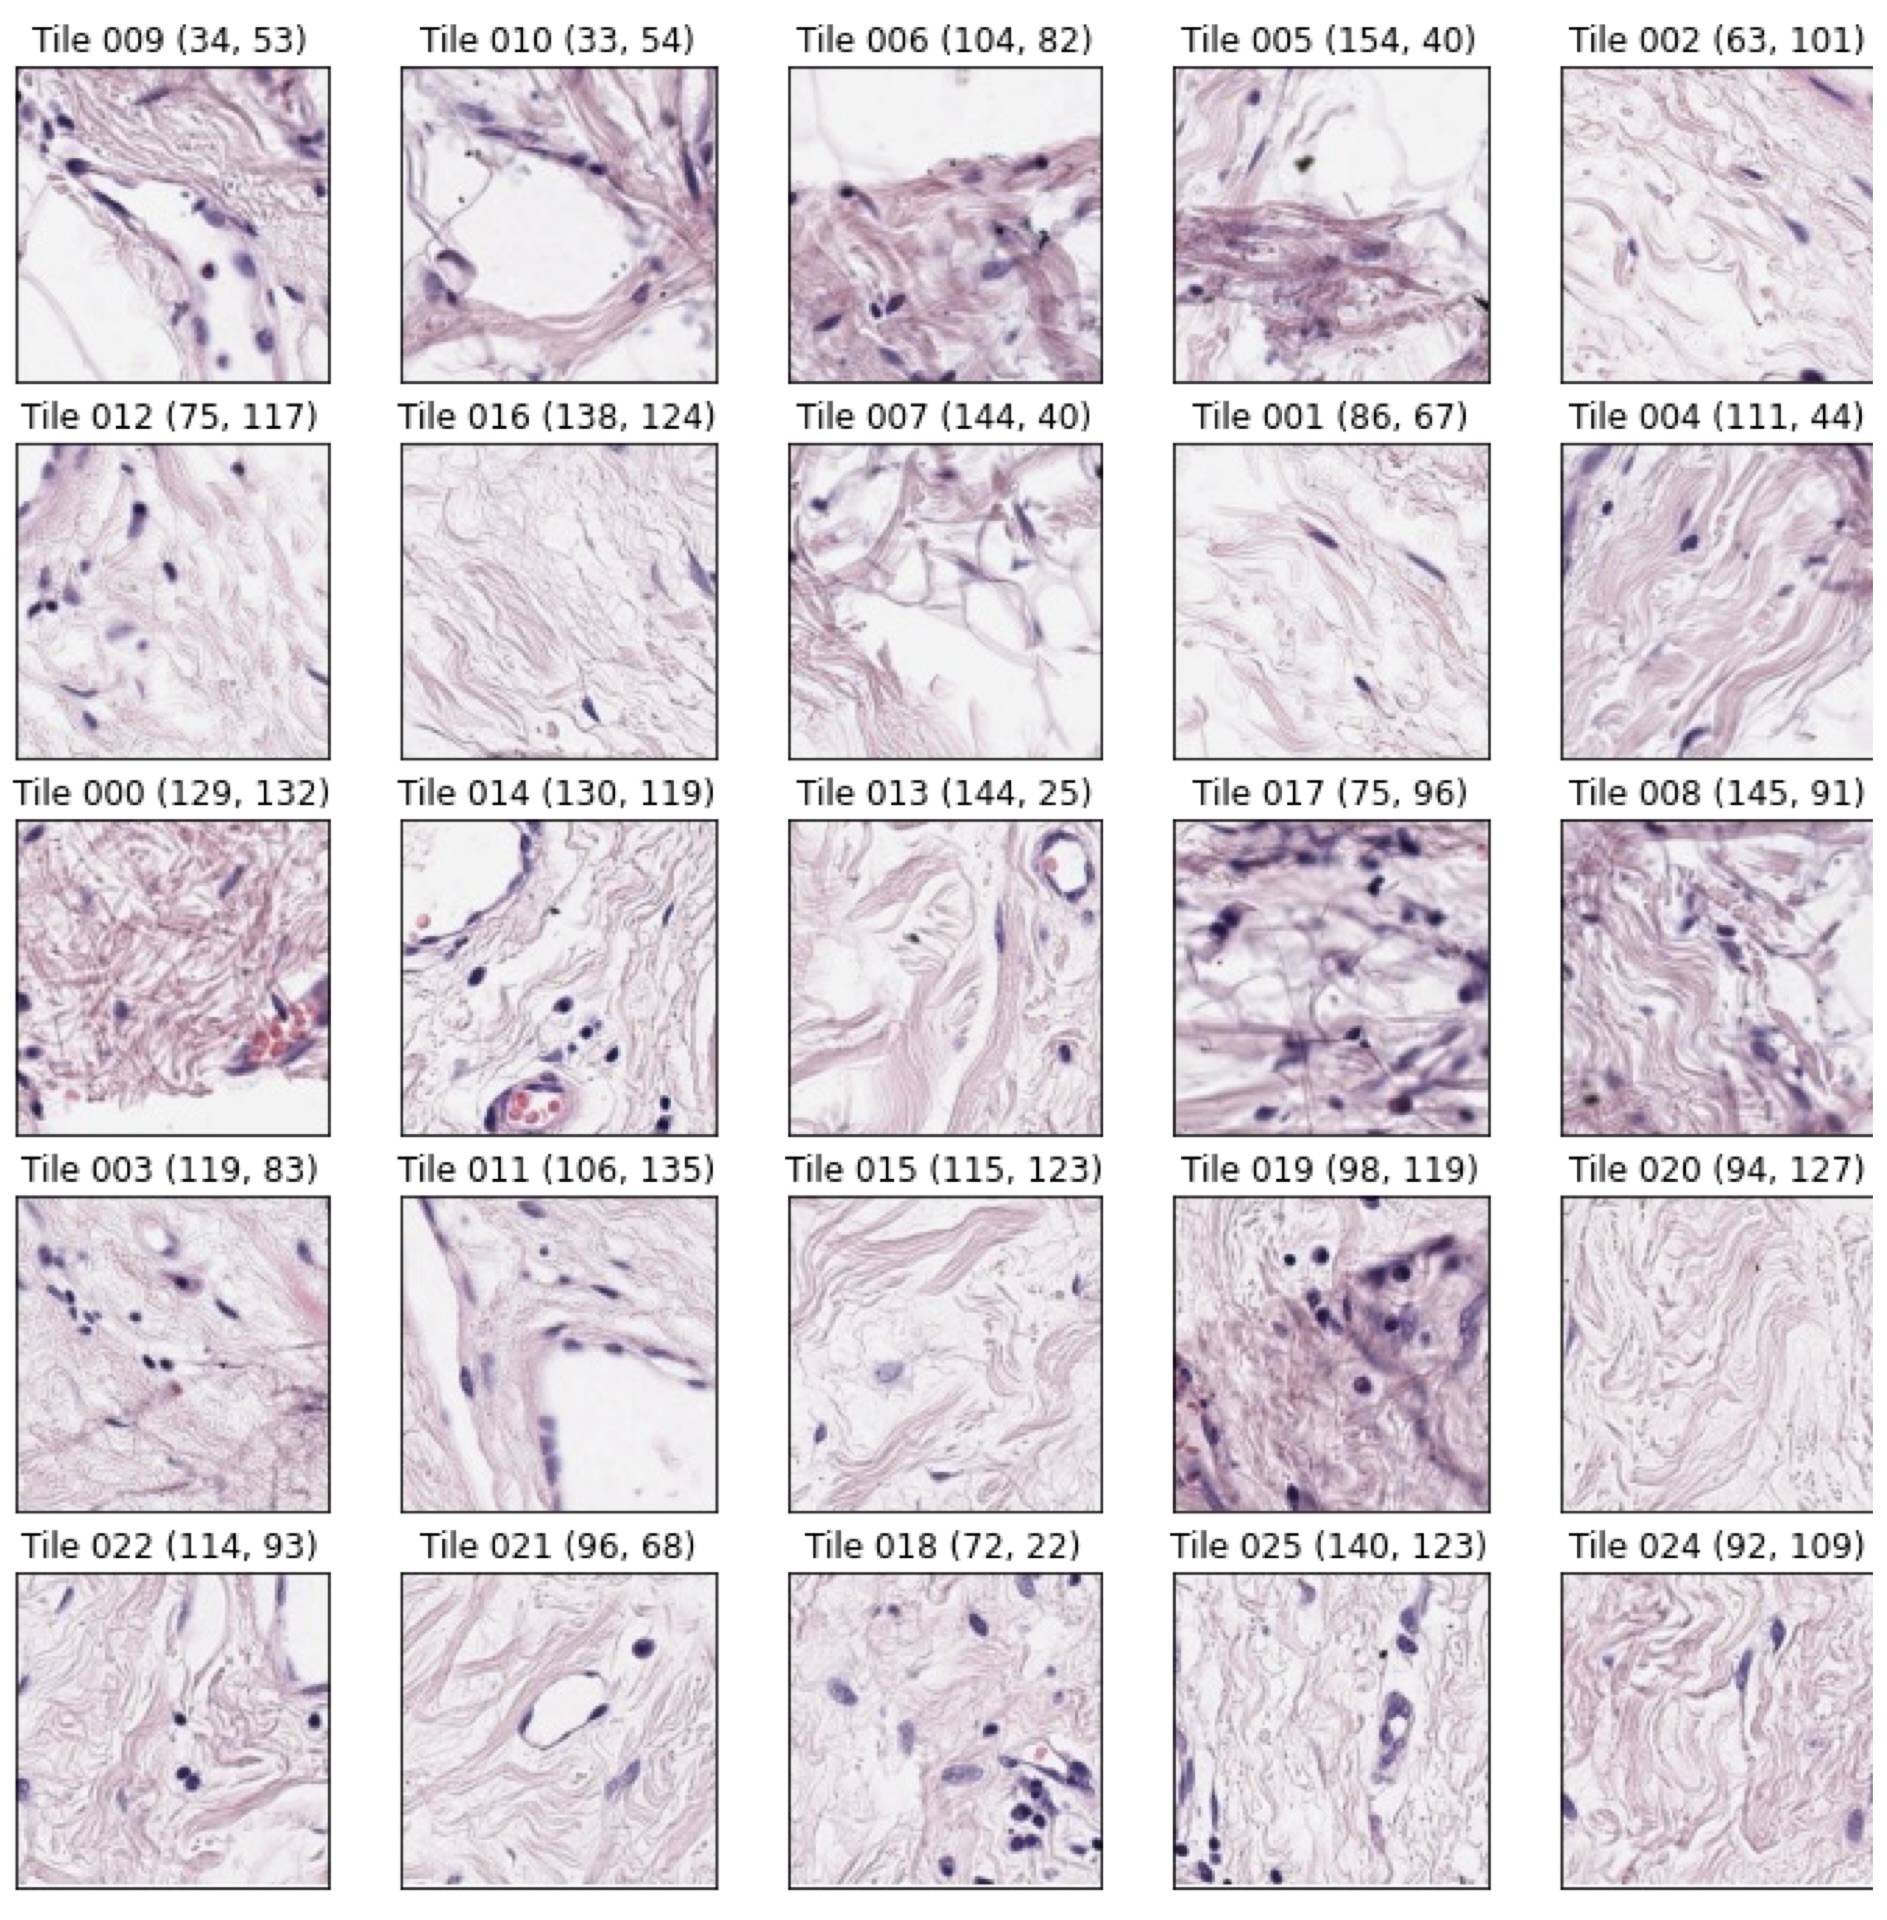 Tile 009 (34, 53) Tile 010 (33, 54) Tile 006 (104, 82) Tile 005 (154, 40) Tile 002 (63, 101)
Tile 012 (75, 117) Tile 016 (138, 124) Tile 007 (144, 40) Tile 001 (86, 67) Tile 004 (111, 44)
Tile 000 (129, 132) Tile 014 (130, 119) Tile 013 (144, 25) Tile 017 (75, 96) Tile 008 (145, 91)
Tile 003 (119, 83) Tile 011 (106, 135) Tile 015 (115, 123) Tile 019 (98, 119) Tile 020 (94, 127)
Tile 022 (114, 93) Tile 021 (96, 68) Tile 018 (72, 22) Tile 025 (140, 123) Tile 024 (92, 109)